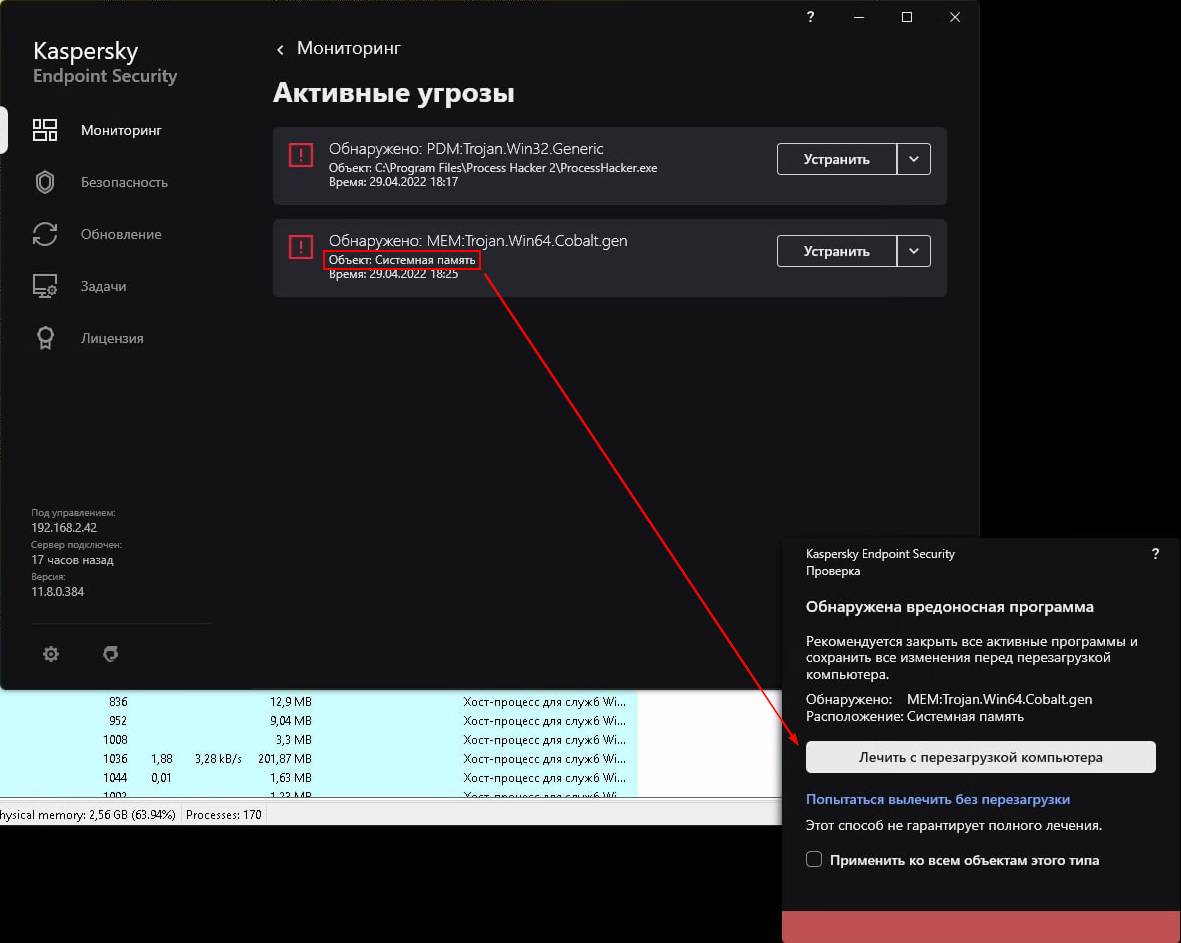 ?
Kaspersky
Endpoint Security
Мониторинг
Безопасность
Обновление
Задачи
Лицензия
Под управлением:
192.168.2.42
Сервер подключен:
17 часов назад
Версия:
11.8.0.384
Мониторинг
Активные угрозы
Обнаружено: PDM:Trojan.Win32.Generic
Объект: C:\Program Files\Process Hacker 2\ProcessHacker.exe
Время: 29.04.2022 18:17
Устранить
Обнаружено: MEM:Trojan.Win64.Cobalt.gen
Объект: Системная память
Время: 29.04.2022 18:25
Устранить
836 12,9 MB Хост-процесс для служб Wi...
952 9,04 MB Хост-процесс для служб Wi...
1008 3,3 MB Хост-процесс для служб Wi...
1036 1,88 3,28 kB/s 201,87 MB Хост-процесс для служб Wi...
1044 0,01 1,63 MB Хост-процесс для служб Wi...
1,23 MB Хост-процесс для служб Wi...
hysical memory: 2,56 GB (63.94%) Processes: 170
Kaspersky Endpoint Security ?
Проверка
Обнаружена вредоносная программа
Рекомендуется закрыть все активные программы и
сохранить все изменения перед перезагрузкой
компьютера.
Обнаружено: MEM:Trojan.Win64.Cobalt.gen
Расположение: Системная память
Лечить с перезагрузкой компьютера
Попытаться вылечить без перезагрузки
Этот способ не гарантирует полного лечения.
Применить ко всем объектам этого типа